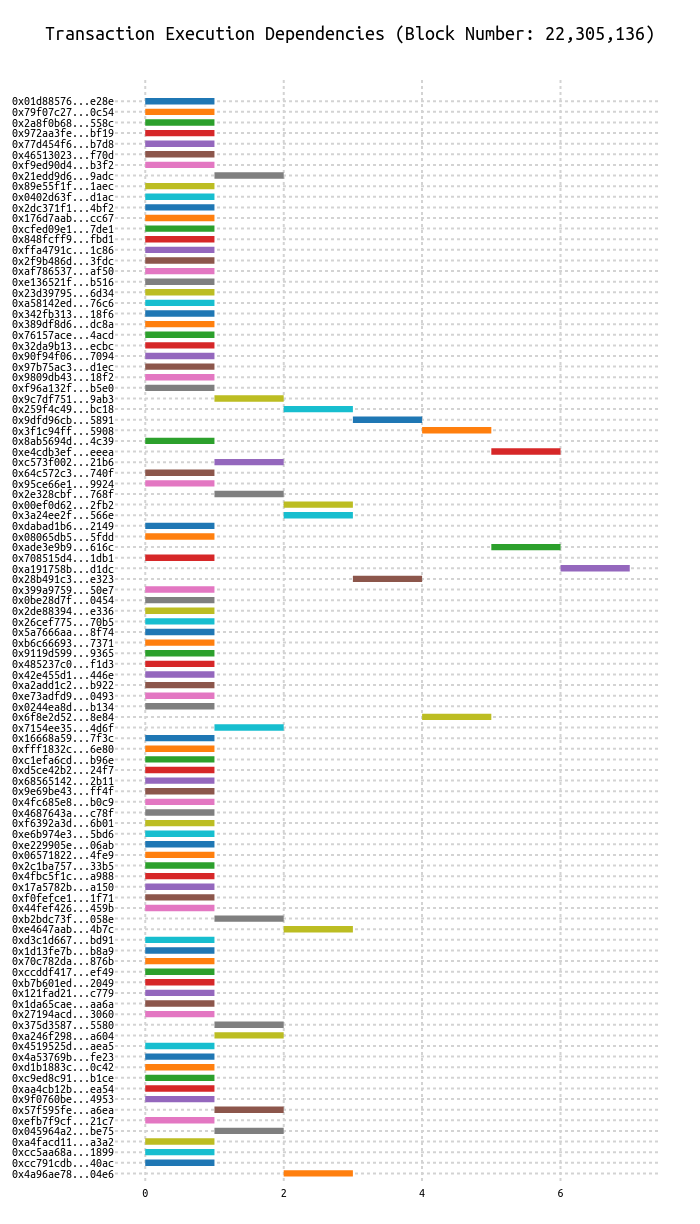 Transaction Execution Dependencies (Block Number: 22,305,136)
0x01d88576...e28e
0x79f07c27...0c54
0x2a8f0b68...558c
0x972aa3fe...bf19
0x77d454f6...b7d8
0x46513023...f70d
0xf9ed90d4...b3f2
0x21edd9d6...9adc
0x89e55f1f...1aec
0x0402d63f...d1ac
0x2dc371f1...4bf2
0x176d7aab...cc67
0xcfed09e1...7de1
0x848fcff9...fbd1
0xffa4791c...1c86
0x2f9b486d...3fdc
0xaf786537...af50
0xe136521f...b516
0x23d39795...6d34
0xa58142ed...76c6
0x342fb313...18f6
0x389df8d6...dc8a
0x76157ace...4acd
0x32da9b13...ecbc
0x90f94f06...7094
0x97b75ac3...d1ec
0x9809db43...18f2
0xf96a132f...b5e0
0x9c7df751...9ab3
0x259f4c49...bc18
0x9dfd96cb...5891
0x3f1c94ff...5908
0x8ab5694d...4c39
0xe4cdb3ef...eeea
0xc573f002...21b6
0x64c572c3...740f
0x95ce66e1...9924
0x2e328cbf...768f
0x00ef0d62...2fb2
0x3a24ee2f...566e
0xdabad1b6...2149
0x08065db5...5fdd
0xade3e9b9...616c
0x708515d4...1db1
0xa191758b...d1dc
0x28b491c3...e323
0x399a9759...50e7
0x0be28d7f...0454
0x2de88394...e336
0x26cef775...70b5
0x5a7666aa...8f74
0xb6c66693...7371
0x9119d599...9365
0x485237c0...f1d3
0x42e455d1...446e
0xa2add1c2...b922
0xe73adfd9...0493
0x0244ea8d...b134
0x6f8e2d52...8e84
0x7154ee35...4d6f
0x16668a59...7f3c
0xfff1832c...6e80
0xc1efa6cd...b96e
0xd5ce42b2...24f7
0x68565142...2b11
0x9e69be43...ff4f
0x4fc685e8...b0c9
0x4687643a...c78f
0xf6392a3d...6b01
0xe6b974e3...5bd6
0xe229905e...06ab
0x06571822...4fe9
0x2c1ba757...33b5
0x4fbc5f1c...a988
0x17a5782b...a150
0xf0fefce1...1f71
0x44fef426...459b
0xb2bdc73f...058e
0xe4647aab...4b7c
0xd3c1d667...bd91
0x1d13fe7b...b8a9
0x70c782da...876b
0xccddf417...ef49
0xb7b601ed...2049
0x121fad21...c779
0x1da65cae...aa6a
0x27194acd...3060
0x375d3587...5580
0xa246f298...a604
0x4519525d...aea5
0x4a53769b...fe23
0xd1b1883c...0c42
0xc9ed8c91...b1ce
0xaa4cb12b...ea54
0x9f0760be...4953
0x57f595fe...a6ea
0xefb7f9cf...21c7
0x045964a2...be75
0xa4facd11...a3a2
0xcc5aa68a...1899
0xcc791cdb...40ac
0x4a96ae78...04e6
0 2 4 6